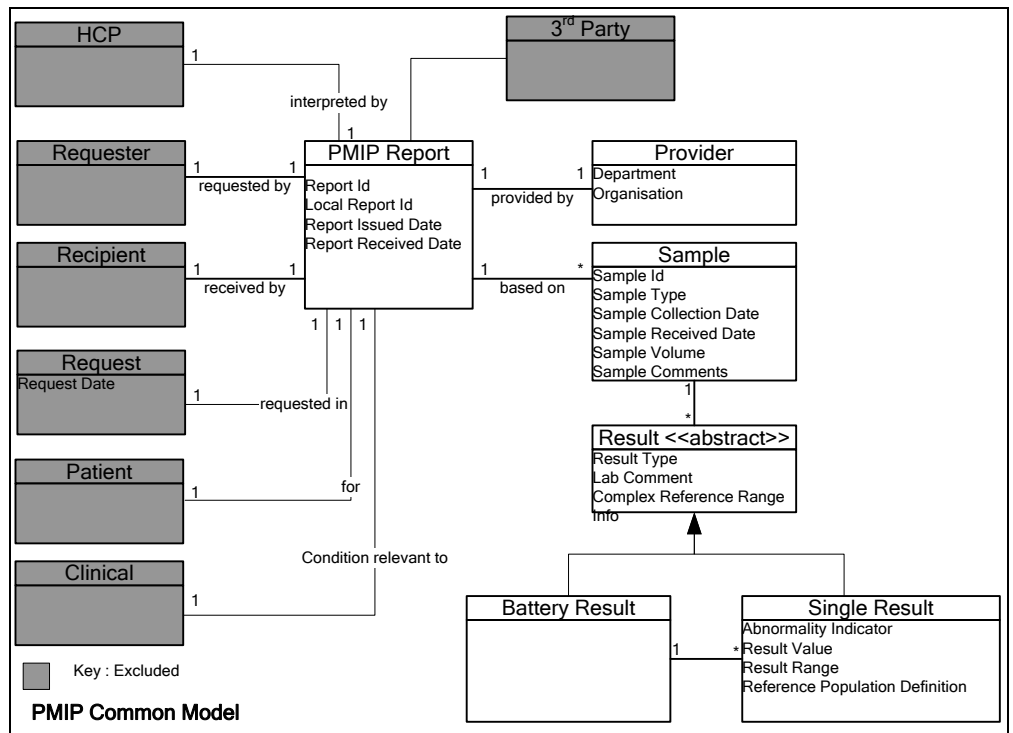 HCP
1
interpreted by
1
3rd Party
Requester
1
requested by
1
PMIP Report
Report Id
Local Report Id
Report Issued Date
Report Received Date
1
provided by
1
Provider
Department
Organisation
Recipient
1
received by
1
1
based on
*
Sample
Sample Id
Sample Type
Sample Collection Date
Sample Received Date
Sample Volume
Sample Comments
1
1
1
Request
Request Date
1
requested in
1
*
Result <<abstract>>
Result Type
Lab Comment
Complex Reference Range
Info
Patient
1
for
Clinical
1
Condition relevant to
Battery Result
1
*
Single Result
Abnormality Indicator
Result Value
Result Range
Reference Population Definition
Key : Excluded
PMIP Common Model